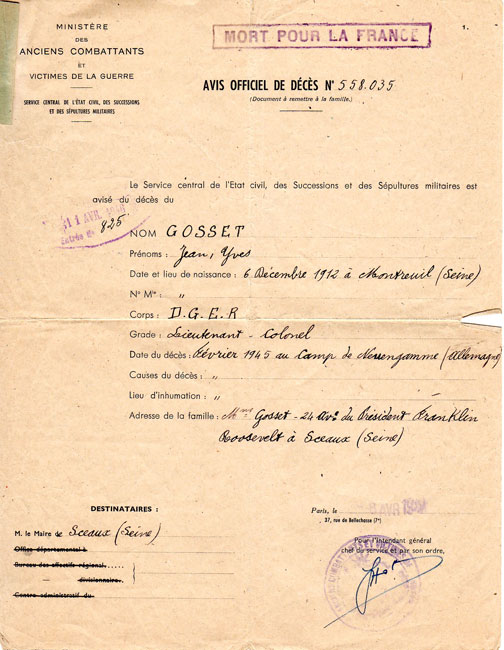 MINISTÈRE
DES
ANCIENS COMBATTANTS
ET
VICTIMES DE LA GUERRE
SERVICE CENTRAL DE L'ÉTAT CIVIL, DES SUCCESSIONS
ET DES SÉPULTURES MILITAIRES
MORT POUR LA FRANCE
1.
AVIS OFFICIEL DE DÉCÈS N° 558.035
(Document à remettre à la famille.)
Le Service central de l'Etat civil, des Successions et des Sépultures militaires est
avisé du décès du
AVR.
Entrée N° 825
NOM GOSSET
Prénoms : Jean, Yves
Date et lieu de naissance : 6 Décembre 1912 à Montreuil (Seine)
N° Mle : "
Corps : D.G.E.R
Grade : Lieutenant - Colonel
Date du décès : Février 1945 au Camp de Neuengamme (Allemagne)
Causes du décès : "
Lieu d'inhumation : "
Adresse de la famille : Mme Gosset - 24 Ave du Président Franklin
Roosevelt à Sceaux (Seine)
DESTINATAIRES :
M. le Maire de Sceaux (Seine)
Office départemental à
Bureau des effectifs régional
— divisionnaire.
Centre administratif du
Paris, le AVR
37, rue de Bellechasse (7e)
Pour l'intendant général
chef du service et par son ordre,